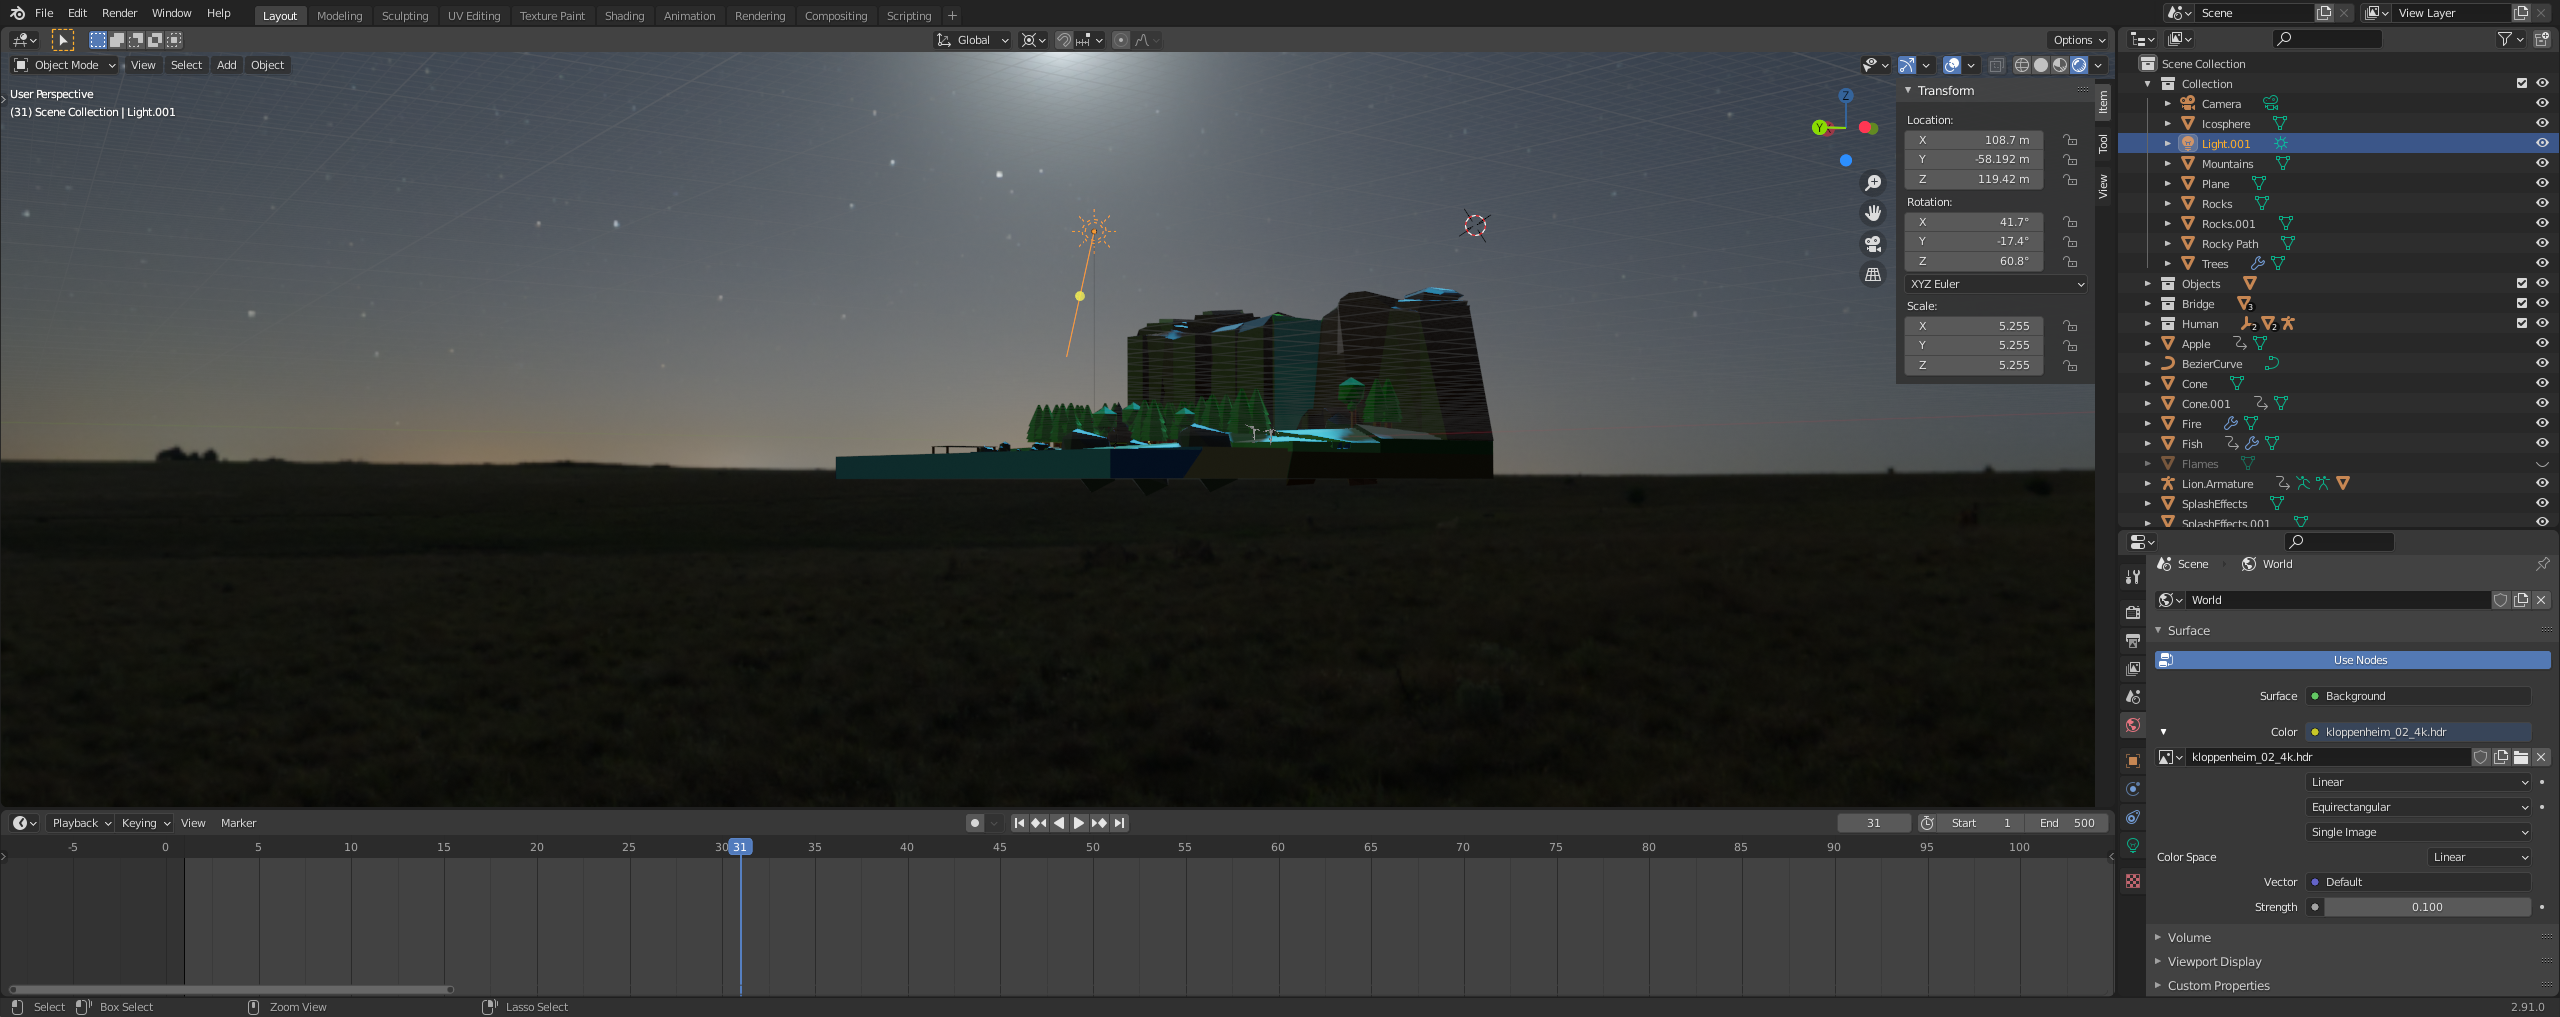 File Edit Render Window Help Layout Modeling Sculpting UV Editing Texture Paint Shading Animation Rendering Compositing Scripting + Scene View Layer
Global Options
Object Mode View Select Add Object
User Perspective
(31) Scene Collection | Light.001
Z
Y
Transform
Location:
X 108.7 m
Y -58.192 m
Z 119.42 m
Rotation:
X 41.7°
Y -17.4°
Z 60.8°
XYZ Euler
Scale:
X 5.255
Y 5.255
Z 5.255
Item
Tool
View
Scene Collection
Collection
Camera
Icosphere
Light.001
Mountains
Plane
Rocks
Rocks.001
Rocky Path
Trees
Objects
Bridge 3
Human 2 2
Apple
BezierCurve
Cone
Cone.001
Fire
Fish
Flames
Lion.Armature
SplashEffects
SplashEffects.001
Scene World
World
Surface
Use Nodes
Surface Background
Color kloppenheim_02_4k.hdr
kloppenheim_02_4k.hdr
Linear
Equirectangular
Single Image
Color Space Linear
Vector Default
Strength 0.100
Volume
Viewport Display
Custom Properties
Playback Keying View Marker 31 Start 1 End 500
-5 0 5 10 15 20 25 30 31 35 40 45 50 55 60 65 70 75 80 85 90 95 100
Select Box Select Zoom View Lasso Select 2.91.0